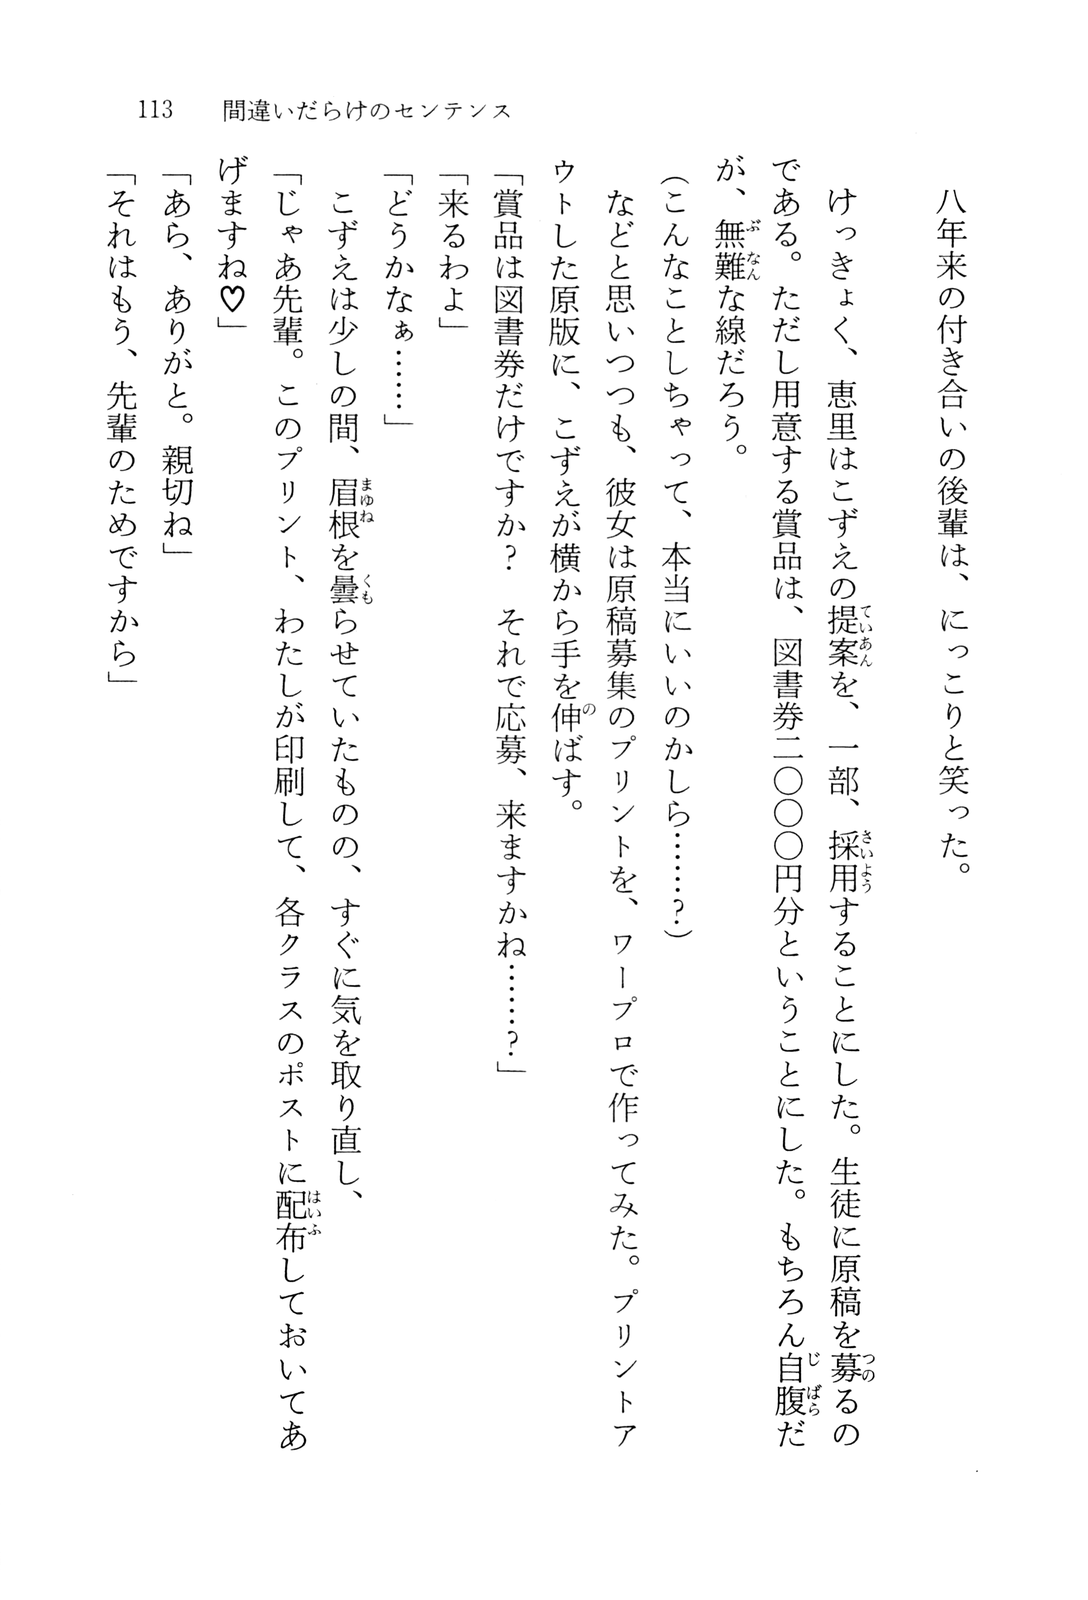 113　間違いだらけのセンテンス
八年来の付き合いの後輩は、にっこりと笑った。
けっきょく、恵里はこずえの提案を、一部、採用することにした。生徒に原稿を募るの
である。ただし用意する賞品は、図書券二〇〇〇円分ということにした。もちろん自腹だ
が、無難な線だろう。
（こんなことしちゃって、本当にいいのかしら……？）
などと思いつつも、彼女は原稿募集のプリントを、ワープロで作ってみた。プリントア
ウトした原版に、こずえが横から手を伸ばす。
「賞品は図書券だけですか？　それで応募、来ますかね……？」
「来るわよ」
「どうかなぁ……」
こずえは少しの間、眉根を曇らせていたものの、すぐに気を取り直し、
「じゃあ先輩。このプリント、わたしが印刷して、各クラスのポストに配布しておいてあ
げますね♡」
「あら、ありがと。親切ね」
「それはもう、先輩のためですから」